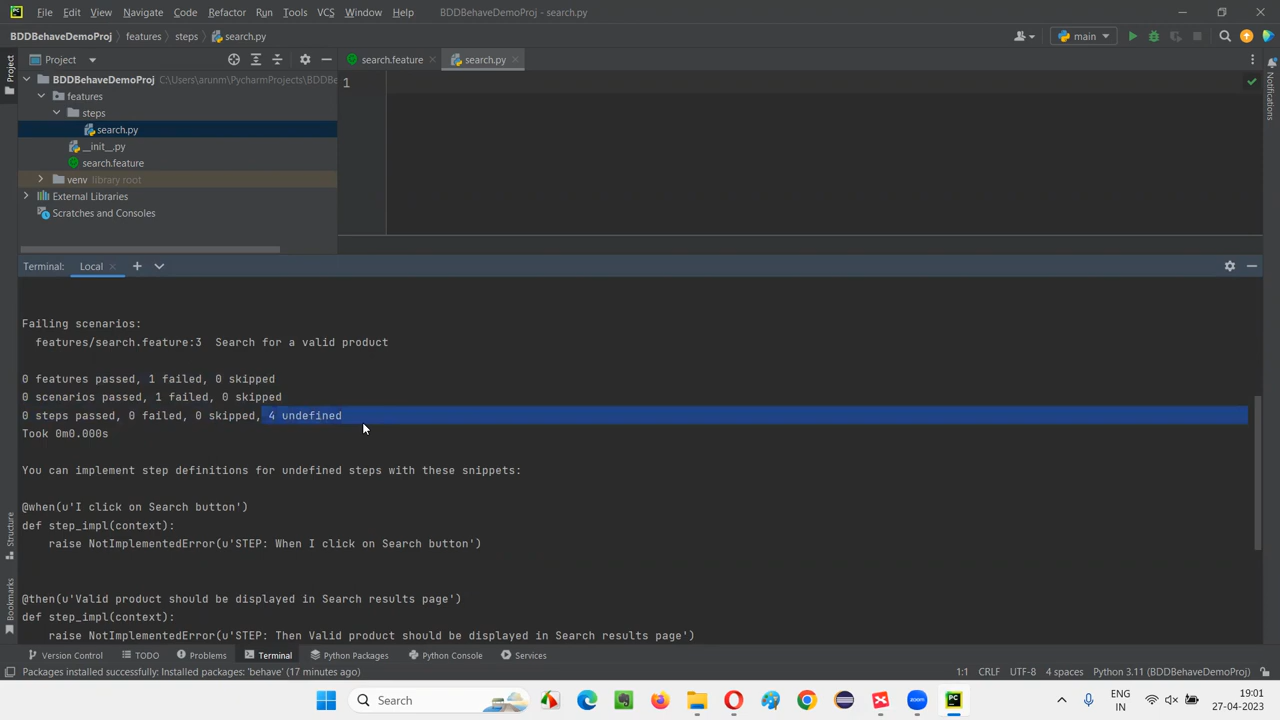 File Edit View Navigate Code Refactor Run Tools VCS Window Help BDDBehaveDemoProj - search.py
BDDBehaveDemoProj features steps search.py main
Project search.feature search.py
Project
BDDBehaveDemoProj C:\Users\arunm\PycharmProjects\BDDBe
features
steps
search.py
__init__.py
search.feature
venv library root
External Libraries
Scratches and Consoles
1
Notifications
Terminal: Local
Failing scenarios:
features/search.feature:3 Search for a valid product
0 features passed, 1 failed, 0 skipped
0 scenarios passed, 1 failed, 0 skipped
0 steps passed, 0 failed, 0 skipped, 4 undefined
Took 0m0.000s
You can implement step definitions for undefined steps with these snippets:
@when(u'I click on Search button')
def step_impl(context):
raise NotImplementedError(u'STEP: When I click on Search button')
@then(u'Valid product should be displayed in Search results page')
def step_impl(context):
raise NotImplementedError(u'STEP: Then Valid product should be displayed in Search results page')
Structure
Bookmarks
Version Control TODO Problems Terminal Python Packages Python Console Services
Packages installed successfully: Installed packages: 'behave' (17 minutes ago) 1:1 CRLF UTF-8 4 spaces Python 3.11 (BDDBehaveDemoProj)
Search
ENG
IN
19:01
27-04-2023